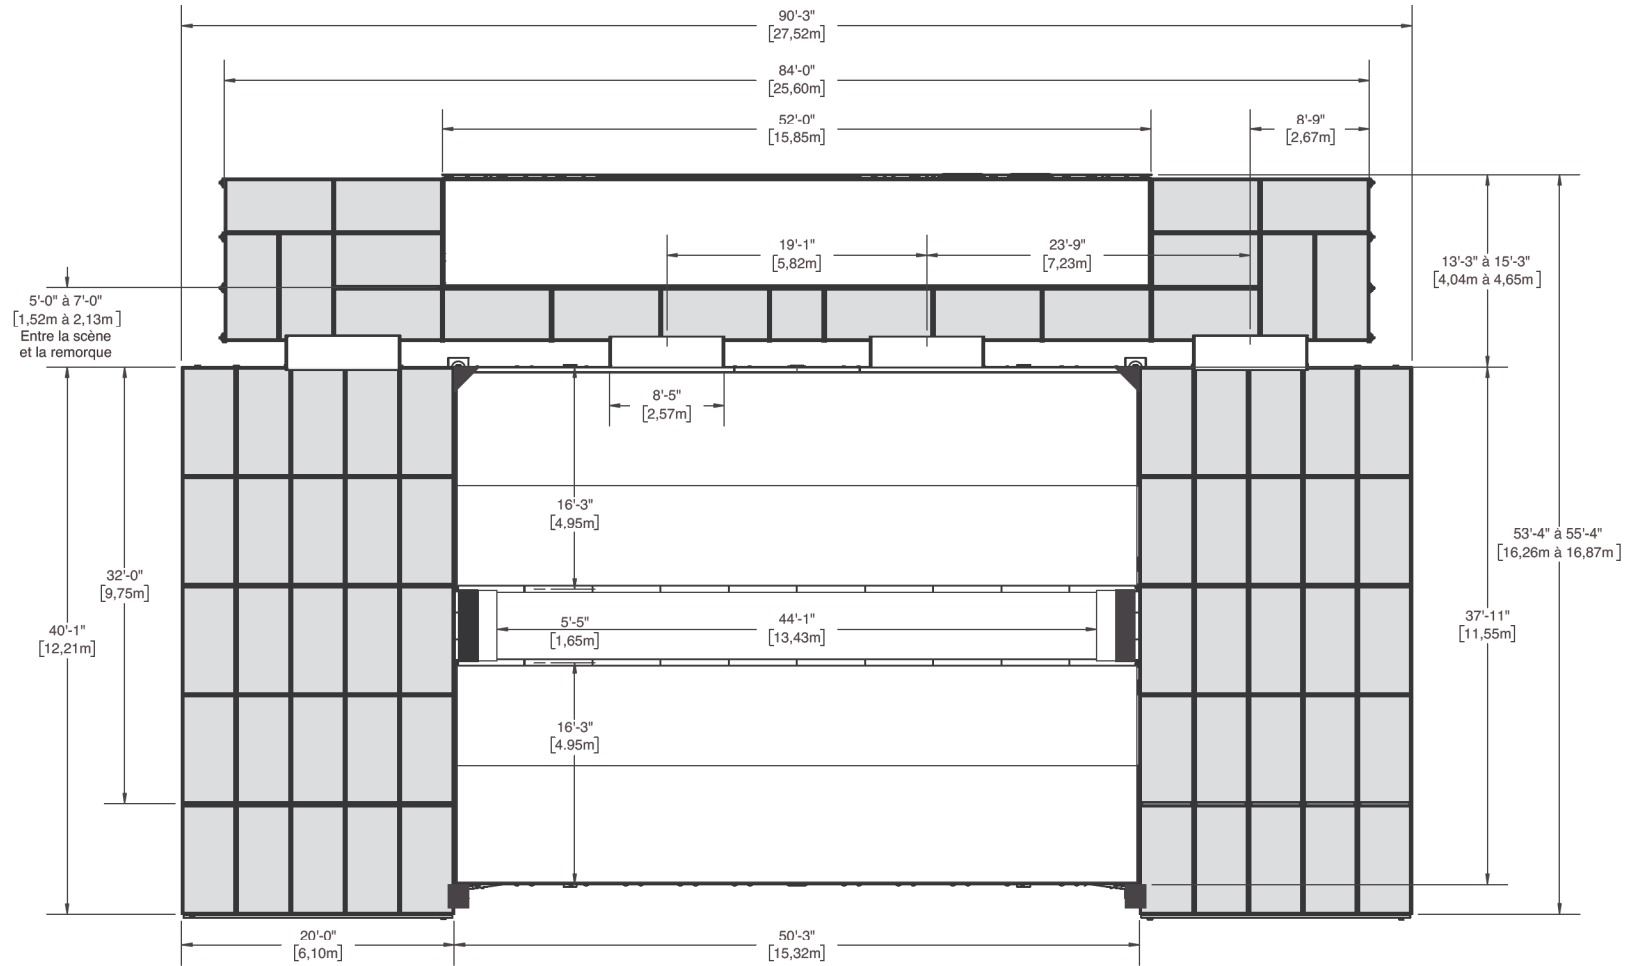 90'-3"
[27,52m]
84'-0"
[25,60m]
52'-0"
[15,85m]
8'-9"
[2,67m]
19'-1"
[5,82m]
23'-9"
[7,23m]
13'-3" à 15'-3"
[4,04m à 4,65m]
5'-0" à 7'-0"
[1,52m à 2,13m]
Entre la scène
et la remorque
8'-5"
[2,57m]
16'-3"
[4,95m]
53'-4" à 55'-4"
[16,26m à 16,87m]
32'-0"
[9,75m]
40'-1"
[12,21m]
5'-5"
[1,65m]
44'-1"
[13,43m]
37'-11"
[11,55m]
16'-3"
[4.95m]
20'-0"
[6,10m]
50'-3"
[15,32m]